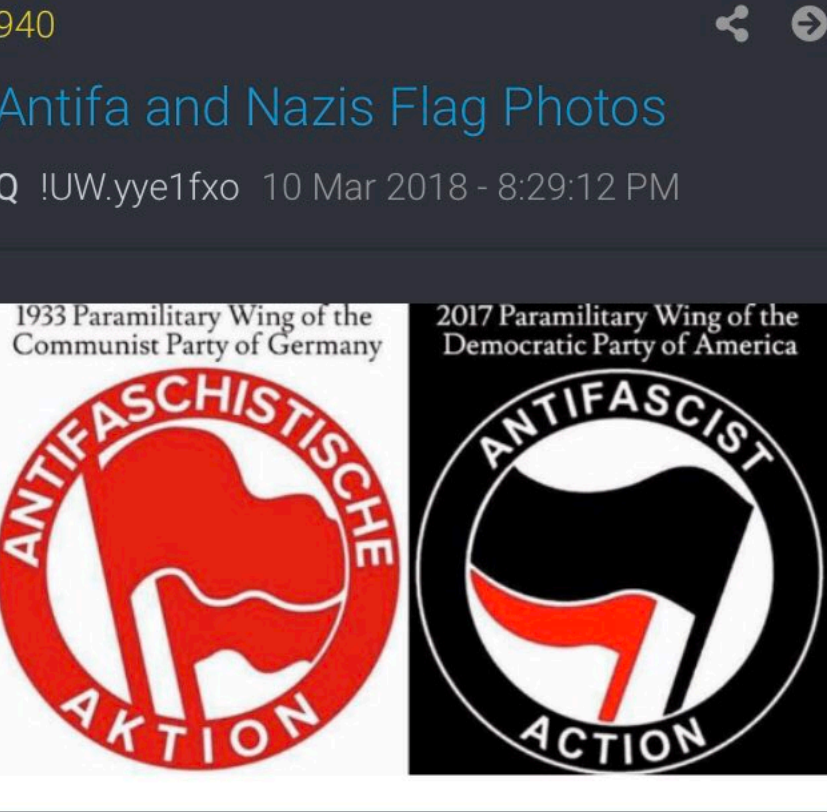 940
Antifa and Nazis Flag Photos
Q !UW.yye1fxo 10 Mar 2018 - 8:29:12 PM
1933 Paramilitary Wing of the
Communist Party of Germany
ANTIFASCHISTISCHE
AKTION
2017 Paramilitary Wing of the
Democratic Party of America
ANTIFASCIST
ACTION